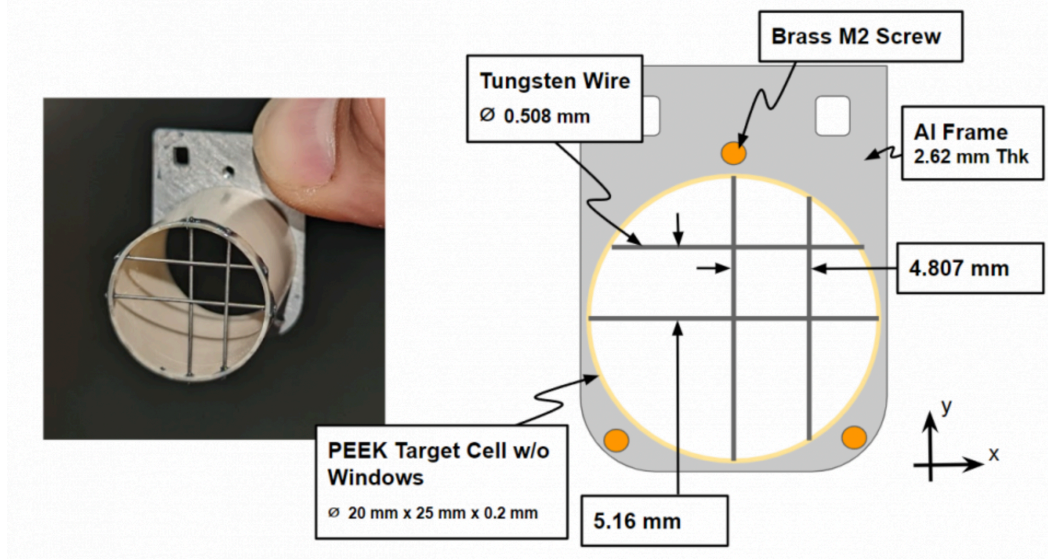 Brass M2 Screw
Tungsten Wire
Ø 0.508 mm
Al Frame
2.62 mm Thk
4.807 mm
PEEK Target Cell w/o
Windows
Ø 20 mm x 25 mm x 0.2 mm
5.16 mm
y
x